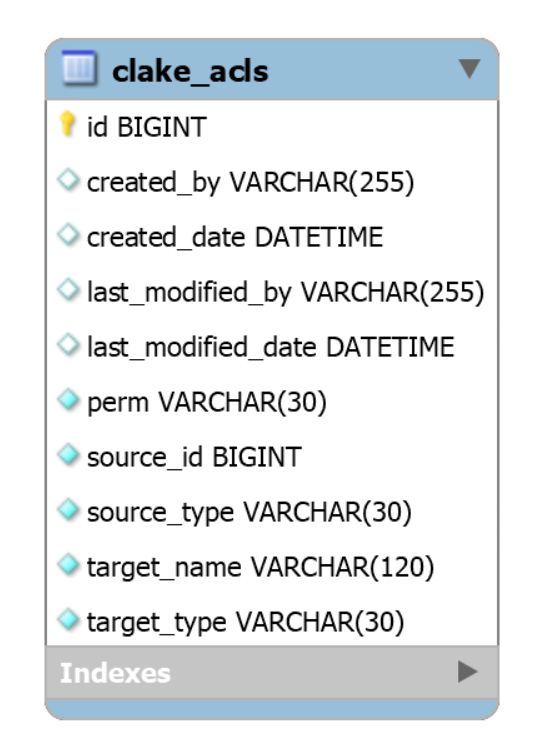 clake_acls
id BIGINT
created_by VARCHAR(255)
created_date DATETIME
last_modified_by VARCHAR(255)
last_modified_date DATETIME
perm VARCHAR(30)
source_id BIGINT
source_type VARCHAR(30)
target_name VARCHAR(120)
target_type VARCHAR(30)
Indexes